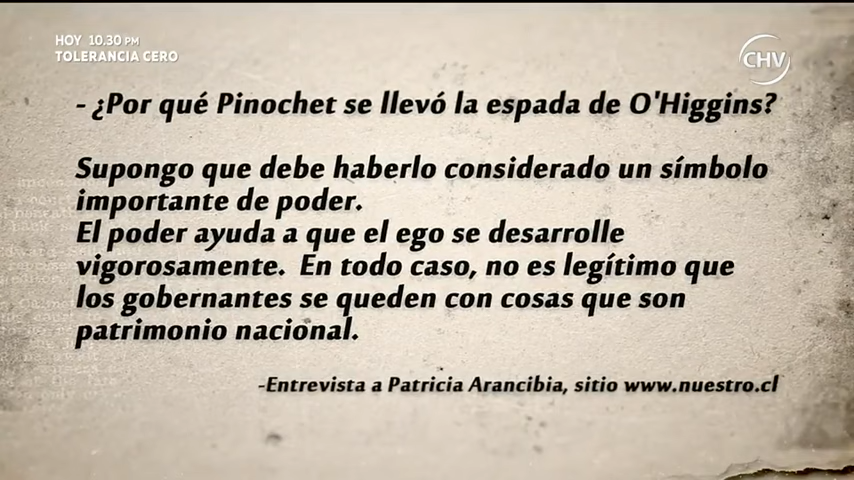 HOY 10.30 PM
TOLERANCIA CERO
CHV
- ¿Por qué Pinochet se llevó la espada de O'Higgins?
Supongo que debe haberlo considerado un símbolo
importante de poder.
El poder ayuda a que el ego se desarrolle
vigorosamente. En todo caso, no es legítimo que
los gobernantes se queden con cosas que son
patrimonio nacional.
-Entrevista a Patricia Arancibia, sitio www.nuestro.cl